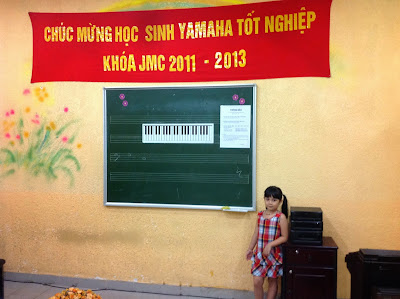 CHÚC MỪNG HỌC SINH YAMAHA TỐT NGHIỆP
KHÓA JMC 2011 - 2013